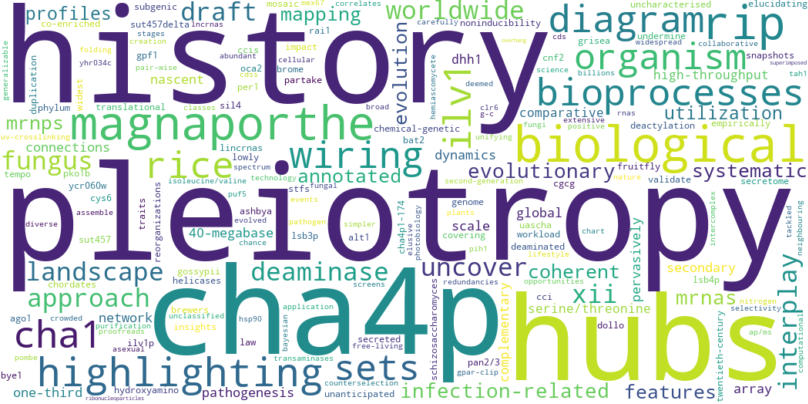 history
pleiotropy
cha4p
hubs
profiles
draft
sut457delta
subgenic
lncrnas
mosaic
mex67
correlates
worldwide
uncharacterised
elucidating
co-enriched
mapping
rai1
noninducibility
undermine
collaborative
generalizable
folding
yhr034c
gpf1
ccis
oca2
impact
cellular
dhh1
diagram
rip
grisea
cds
widespread
snapshots
duplication
widest
pair-mise
nascent
cdis
per1
brome
abundant
stages
creation
partake
evolution
ilv1
organism
cnf2
high-throughput
tah1
billions
science
phylum
translational
classes
sil4
broad
hemiascomycete
carefully
deemed
bioprocesses
mrnps
magnaporthe
chemical-genetic
bat2
clr6
g-c
extensive
rnas
comparative
utilization
uv-crosslinking
lincrnas
lowly
spectrum
wiring
dynamics
unifying
fungi
positive
deactylation
empirically
connections
fungus
rice
annotated
evolutionary
biological
systematic
tempo
pko1b
isoleucine/valine
technology
second-generation
fruitfly
mature
validate
secretome
ycr060w
cys6
puf5
stfs
events
fungal
pathogen
genome
plants
cgcg
lifestyle
assemble
traits
reorganizations
ashbya
evolved
simpler
chart
diverse
sut457
40-megabase
chance
lsb3p
alt1
cha4p1-174
elusive
photobiology
global
scale
covering
uascha
workload
deaminated
pih1
opportunities
pervasively
intercomplex
tackled
neighbouring
landscape
gossypii
chordates
deaminase
uncover
coherent
secondary
lsb4p
approach
helicases
network
ago1
crowded
xii
mrnas
interplay
nitrogen
selectivity
cha1
brewers
unclassified
insights
purification
proofreads
ilv1p
asexual
hsp90
application
law
screens
bayesian
redundancies
cci
schizosaccharomyces
complementary
serine/threonine
dollo
twentieth-century
ap/ms
computational
pombe
bye1
highlighting
sets
secreted
free-living
pan2/3
gpar-clip
one-third
hydroxyamino
pathogenesis
transaminases
counterselection
unanticipated
infection-related
features
array
ribonucleoparticles